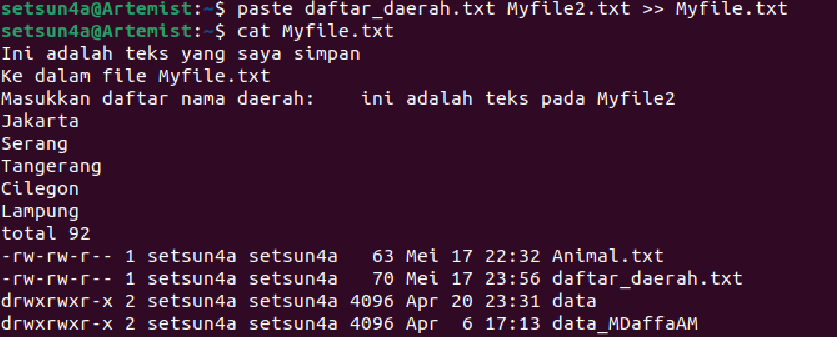 setsun4a@Artemist:~$ paste daftar_daerah.txt Myfile2.txt >> Myfile.txt
setsun4a@Artemist:~$ cat Myfile.txt
Ini adalah teks yang saya simpan
Ke dalam file Myfile.txt
Masukkan daftar nama daerah:    ini adalah teks pada Myfile2
Jakarta
Serang
Tangerang
Cilegon
Lampung
total 92
-rw-rw-r-- 1 setsun4a setsun4a   63 Mei 17 22:32 Animal.txt
-rw-rw-r-- 1 setsun4a setsun4a   70 Mei 17 23:56 daftar_daerah.txt
drwxrwxr-x 2 setsun4a setsun4a 4096 Apr 20 23:31 data
drwxrwxr-x 2 setsun4a setsun4a 4096 Apr  6 17:13 data_MDaffaAM